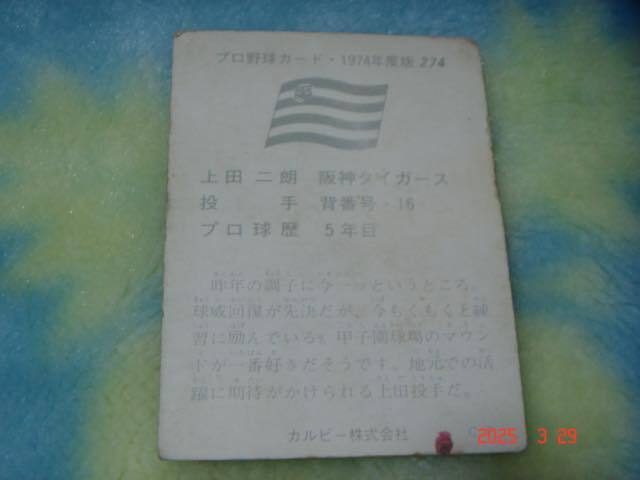 プロ野球カード・1974年度版 274
上田二朗 阪神タイガース
投手 背番号・16
プロ球歴 5年目
昨年の調子に今一ッというところ。
球威回復が先決だが、今もくもくと練
習に励んでいる。甲子園球場のマウン
ドが一番好きだそうです。地元での活
躍に期待がかけられる上田投手だ。
カルビー株式会社
2025 3 29